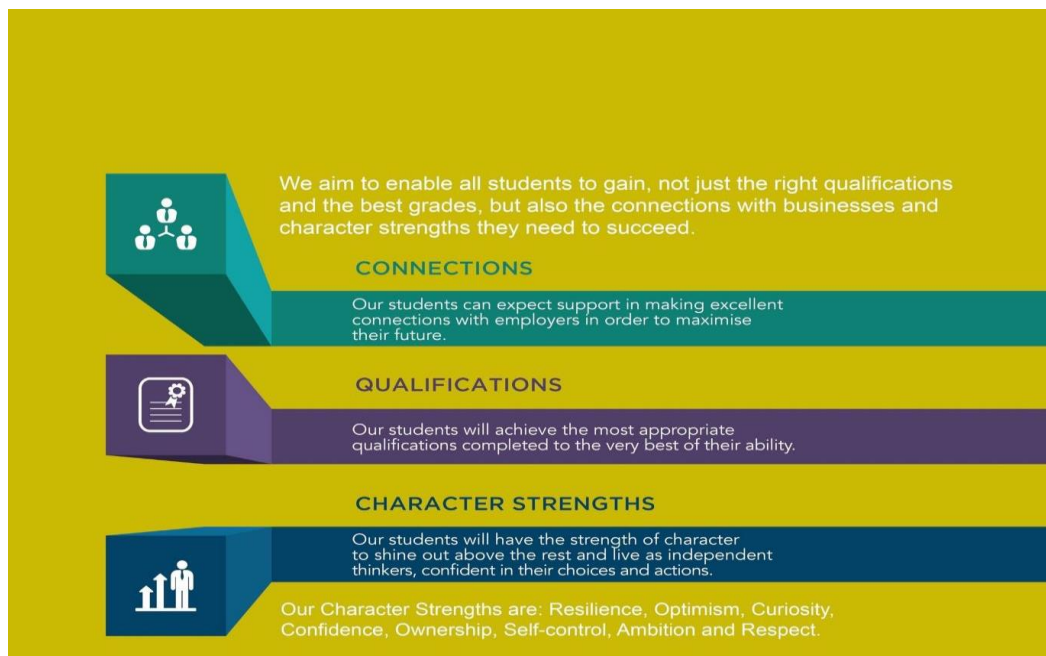 We aim to enable all students to gain, not just the right qualifications
and the best grades, but also the connections with businesses and
character strengths they need to succeed.
CONNECTIONS
Our students can expect support in making excellent
connections with employers in order to maximise
their future.
QUALIFICATIONS
Our students will achieve the most appropriate
qualifications completed to the very best of their ability.
CHARACTER STRENGTHS
Our students will have the strength of character
to shine out above the rest and live as independent
thinkers, confident in their choices and actions.
Our Character Strengths are: Resilience, Optimism, Curiosity,
Confidence, Ownership, Self-control, Ambition and Respect.